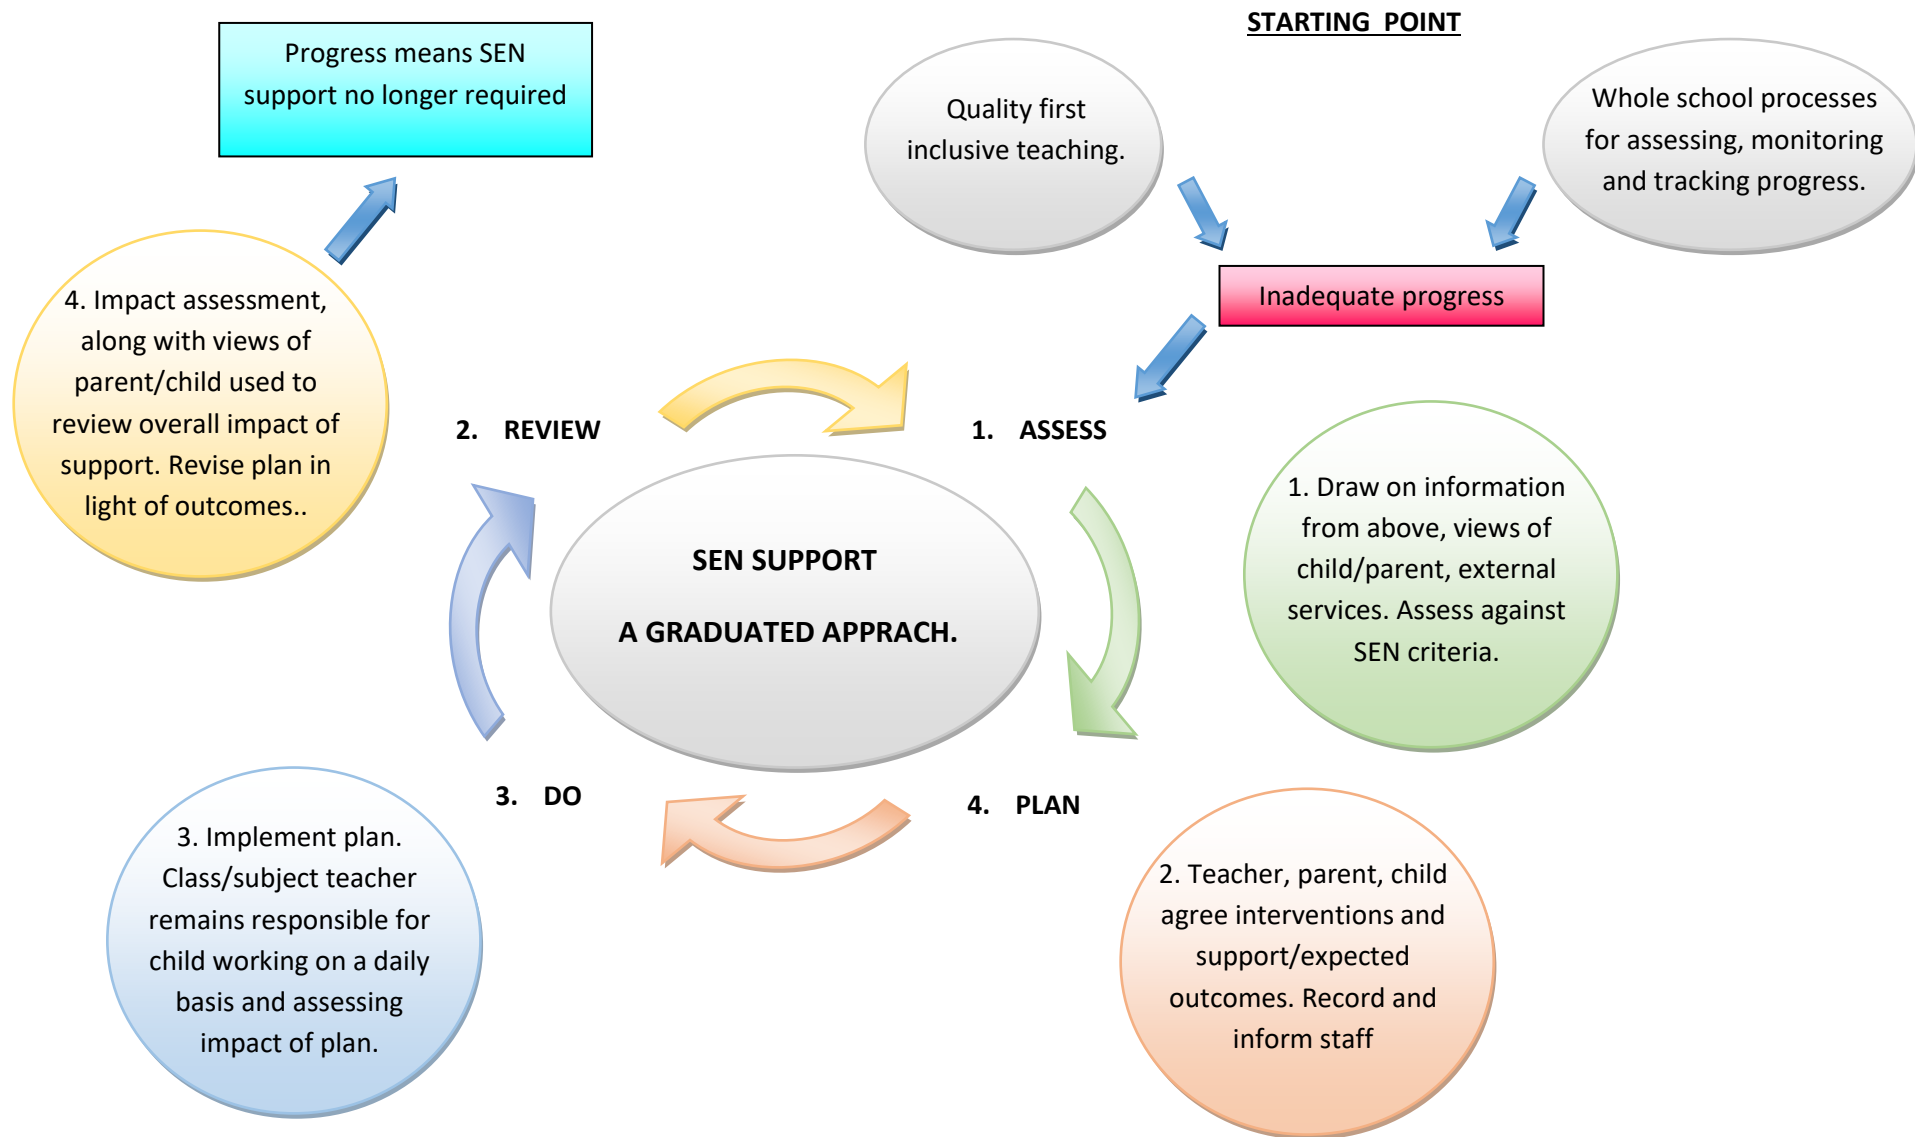 STARTING POINT
Progress means SEN
support no longer required
Quality first
inclusive teaching.
Whole school processes
for assessing, monitoring
and tracking progress.
Inadequate progress
4. Impact assessment,
along with views of
parent/child used to
review overall impact of
support. Revise plan in
light of outcomes..
2. REVIEW
1. ASSESS
1. Draw on information
from above, views of
child/parent, external
services. Assess against
SEN criteria.
SEN SUPPORT
A GRADUATED APPRACH.
3. DO
4. PLAN
3. Implement plan.
Class/subject teacher
remains responsible for
child working on a daily
basis and assessing
impact of plan.
2. Teacher, parent, child
agree interventions and
support/expected
outcomes. Record and
inform staff